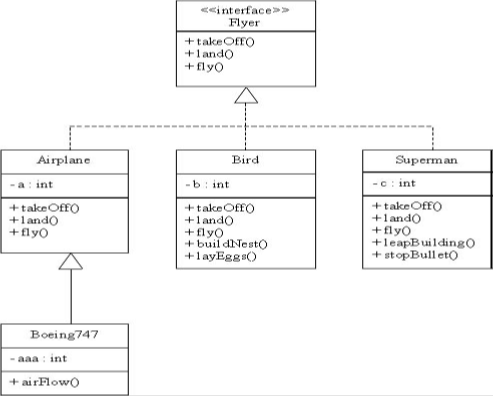 <<interface>>
Flyer
+takeOff()
+land()
+fly()
Airplane
-a : int
+takeOff()
+land()
+fly()
Bird
-b : int
+takeOff()
+land()
+fly()
+buildNest()
+layEggs()
Superman
-c : int
+takeOff()
+land()
+fly()
+leapBuilding()
+stopBullet()
Boeing747
-aaa : int
+airFlow()